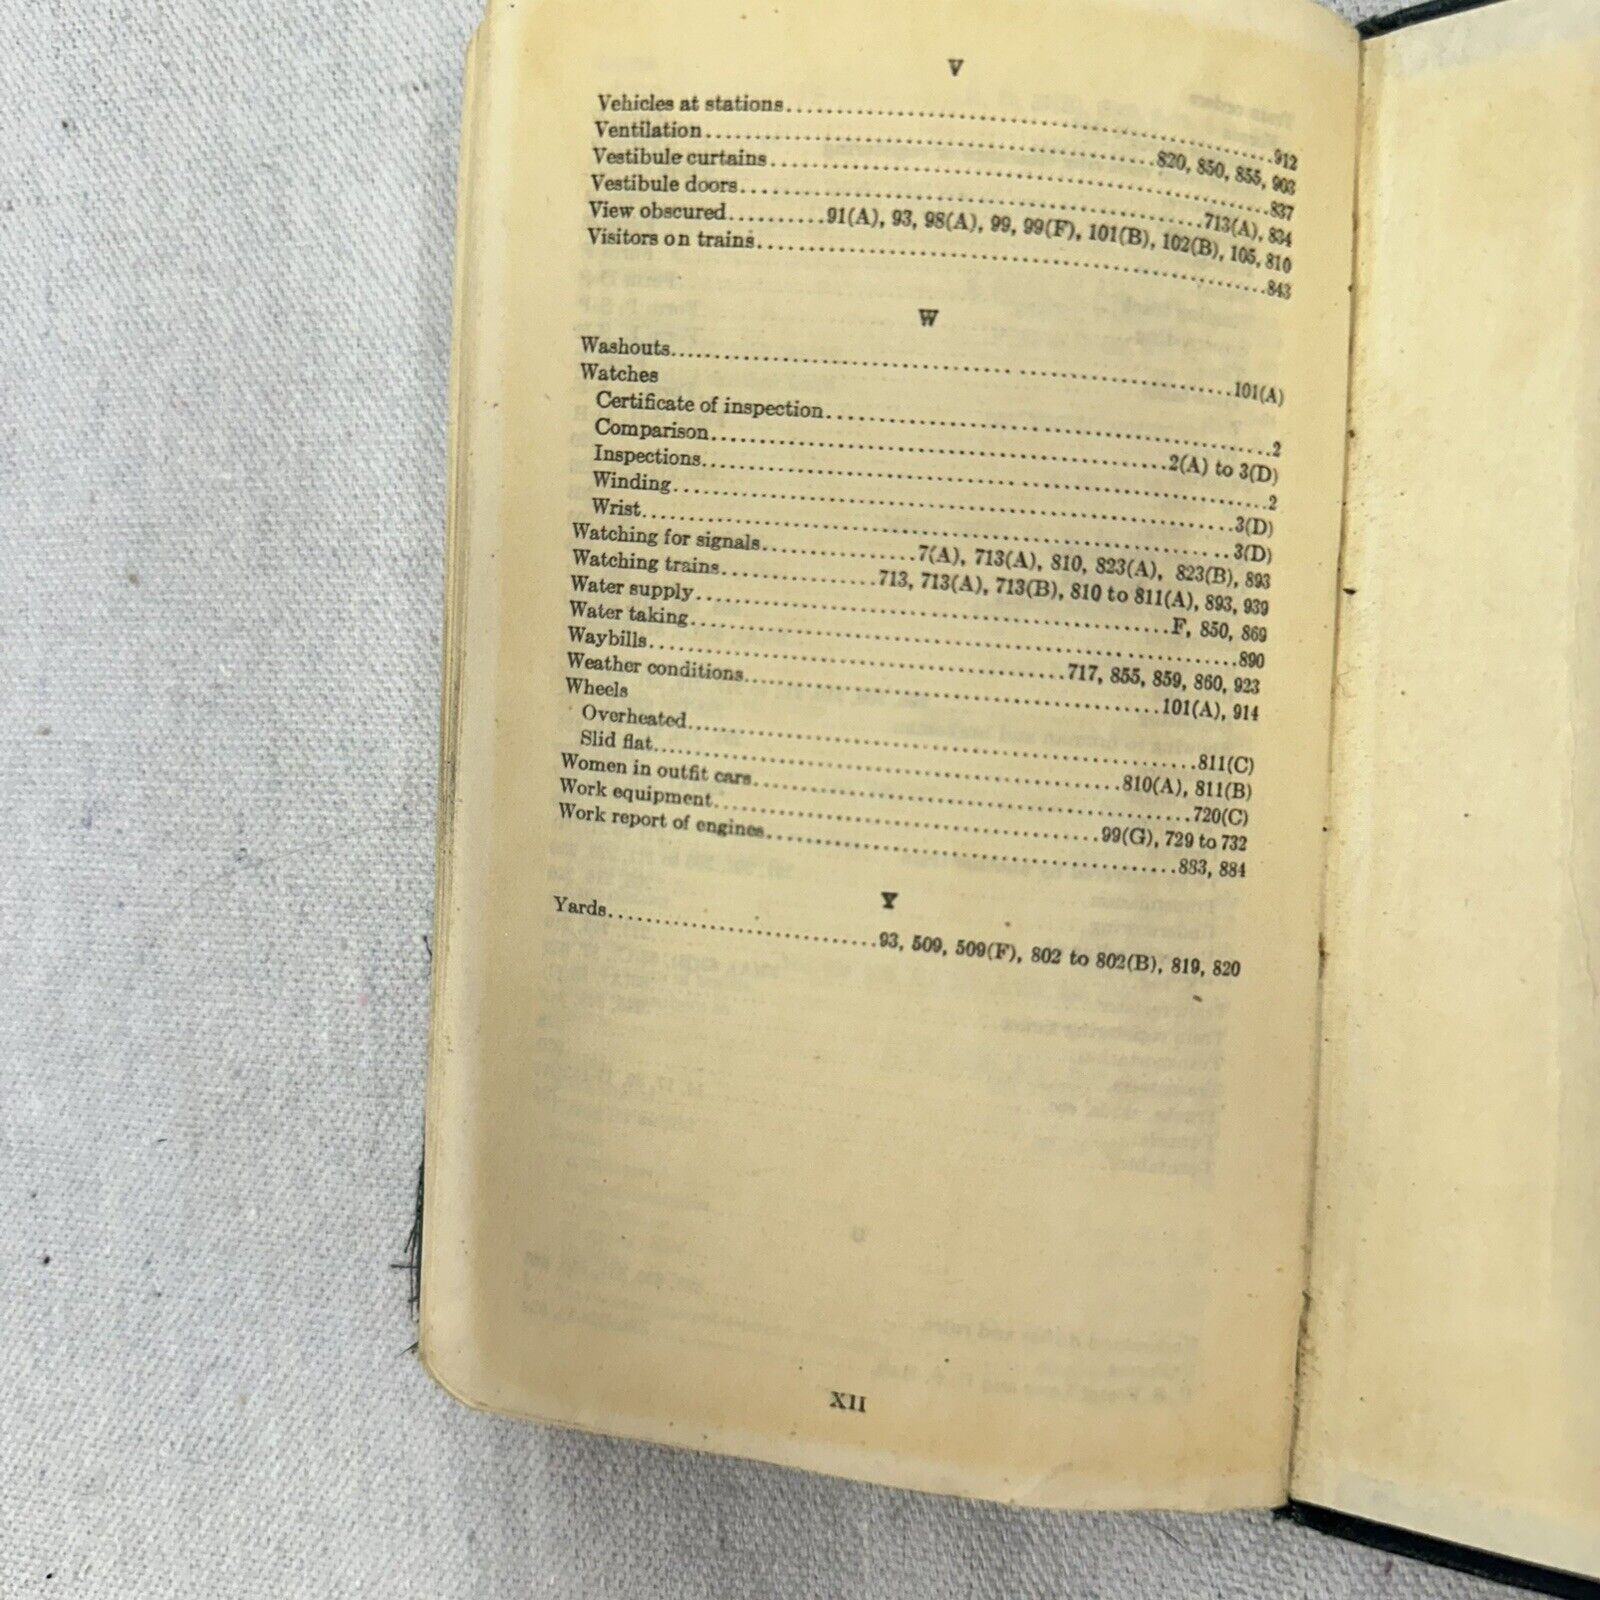 V
Vehicles at stations..........912
Ventilation..........820, 850, 855, 903
Vestibule curtains..........837
Vestibule doors..........713(A), 834
View obscured..........91(A), 93, 98(A), 99, 99(F), 101(B), 102(B), 105, 810
Visitors on trains..........843
W
Washouts..........101(A)
Watches
Certificate of inspection..........2
Comparison..........2(A) to 3(D)
Inspections..........2
Winding..........3(D)
Wrist..........3(D)
Watching for signals..........7(A), 713(A), 810, 823(A), 823(B), 893
Watching trains..........713, 713(A), 713(B), 810 to 811(A), 893, 939
Water supply..........F, 850, 869
Water taking..........890
Waybills..........717, 855, 859, 860, 923
Weather conditions..........101(A), 914
Wheels
Overheated..........811(C)
Slid flat..........810(A), 811(B)
Women in outfit cars..........720(C)
Work equipment..........99(G), 729 to 732
Work report of engines..........883, 884
Y
Yards..........93, 509, 509(F), 802 to 802(B), 819, 820
XII